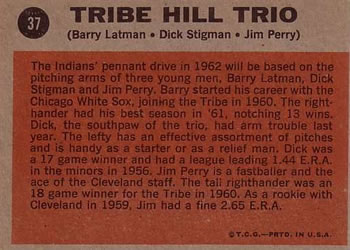 37
TRIBE HILL TRIO
(Barry Latman • Dick Stigman • Jim Perry)
The Indians' pennant drive in 1962 will be based on the
pitching arms of three young men, Barry Latman, Dick
Stigman and Jim Perry. Barry started his career with the
Chicago White Sox, joining the Tribe in 1960. The right-
hander had his best season in '61, notching 13 wins.
Dick, the southpaw of the trio, had arm trouble last
year. The lefty has an effective assortment of pitches
and is handy as a starter or as a relief man. Dick was
a 17 game winner and had a league leading 1.44 E.R.A.
in the minors in 1956. Jim Perry is a fastballer and the
ace of the Cleveland staff. The tall righthander was an
18 game winner for the Tribe in 1960. As a rookie with
Cleveland in 1959, Jim had a fine 2.65 E.R.A.
© T.C.G.—PRTD. IN U.S.A.